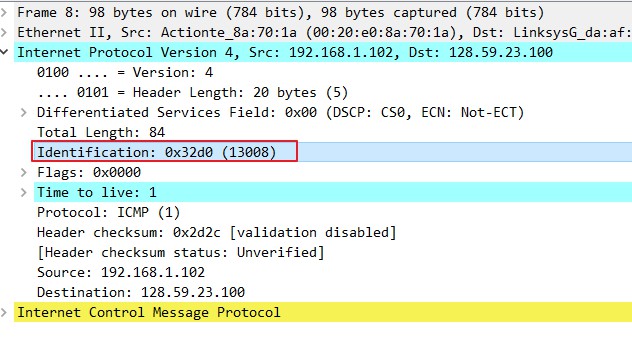 Frame 8: 98 bytes on wire (784 bits), 98 bytes captured (784 bits)
Ethernet II, Src: Actionte_8a:70:1a (00:20:e0:8a:70:1a), Dst: LinksysG_da:af:
Internet Protocol Version 4, Src: 192.168.1.102, Dst: 128.59.23.100
0100 .... = Version: 4
.... 0101 = Header Length: 20 bytes (5)
Differentiated Services Field: 0x00 (DSCP: CS0, ECN: Not-ECT)
Total Length: 84
Identification: 0x32d0 (13008)
Flags: 0x0000
Time to live: 1
Protocol: ICMP (1)
Header checksum: 0x2d2c [validation disabled]
[Header checksum status: Unverified]
Source: 192.168.1.102
Destination: 128.59.23.100
Internet Control Message Protocol